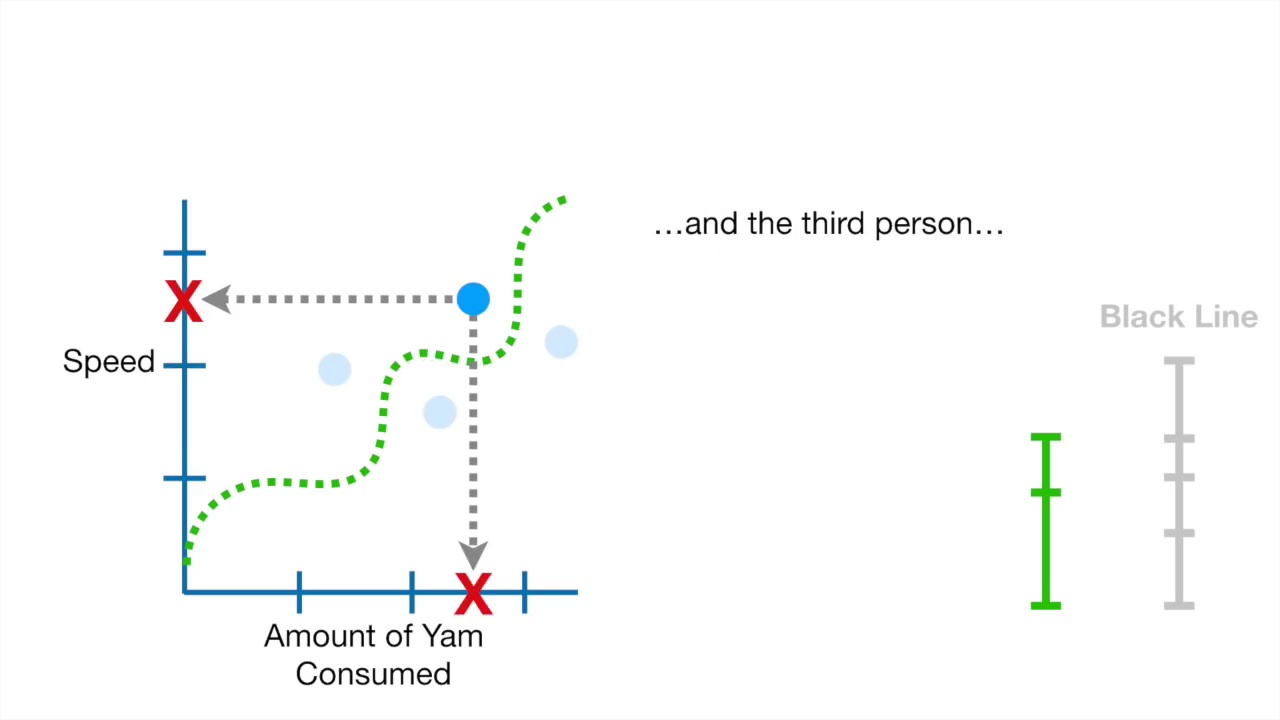 …and the third person…
X
Black Line
Speed
X
Amount of Yam
Consumed